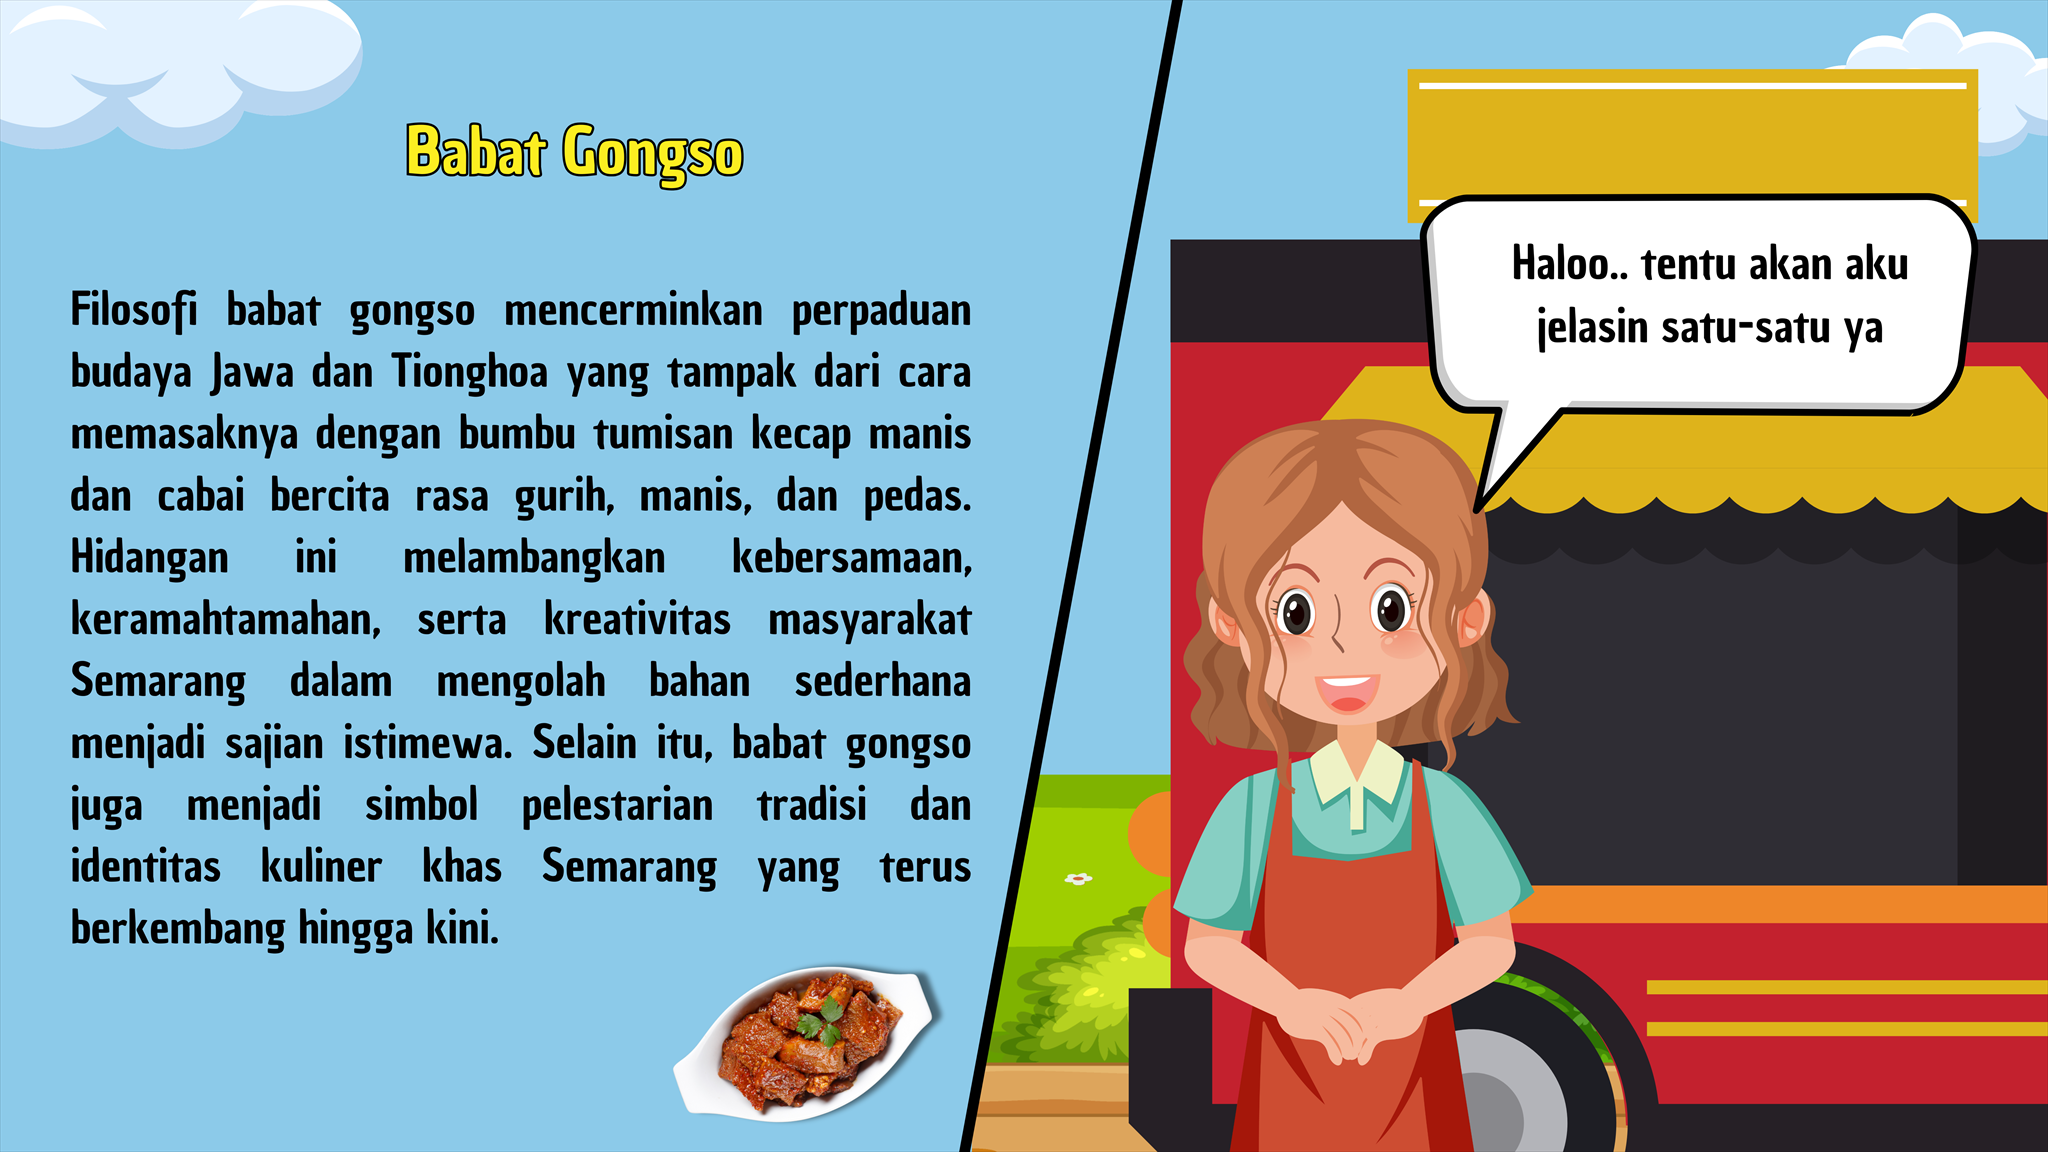 Babat Gongso
Filosofi babat gongso mencerminkan perpaduan
budaya Jawa dan Tionghoa yang tampak dari cara
memasaknya dengan bumbu tumisan kecap manis
dan cabai bercita rasa gurih, manis, dan pedas.
Hidangan ini melambangkan kebersamaan,
keramahtamahan, serta kreativitas masyarakat
Semarang dalam mengolah bahan sederhana
menjadi sajian istimewa. Selain itu, babat gongso
juga menjadi simbol pelestarian tradisi dan
identitas kuliner khas Semarang yang terus
berkembang hingga kini.
Haloo.. tentu akan aku
jelasin satu-satu ya